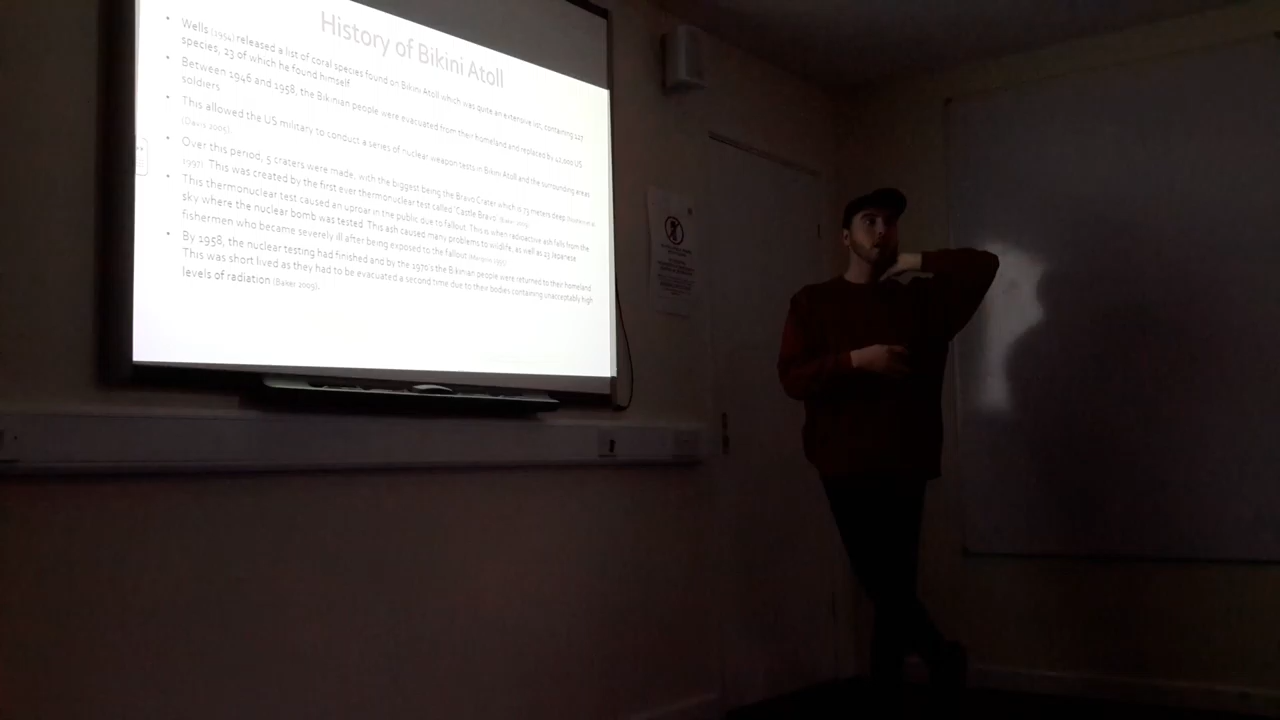 History of Bikini Atoll
• Wells (1954) released a list of coral species found on Bikini Atoll which was quite an extensive list, containing 127
species, 23 of which he found himself
• Between 1946 and 1958, the Bikinian people were evacuated from their homeland and replaced by 42,000 US
soldiers
• This allowed the US military to conduct a series of nuclear weapon tests in Bikini Atoll and the surrounding areas
(Davis 2005).
• Over this period, 5 craters were made, with the biggest being the Bravo Crater which is 73 meters deep
1997). This was created by the first ever thermonuclear test called 'Castle Bravo'
• This thermonuclear test caused an uproar in the public due to fallout. This is when radioactive ash falls from the
sky where the nuclear bomb was tested. This ash caused many problems to wildlife, as well as 23 Japanese
fishermen who became severely ill after being exposed to the fallout
• By 1958, the nuclear testing had finished and by the 1970's the Bikinian people were returned to their homeland
This was short lived as they had to be evacuated a second time due to their bodies containing unacceptably high
levels of radiation (Baker 2009).